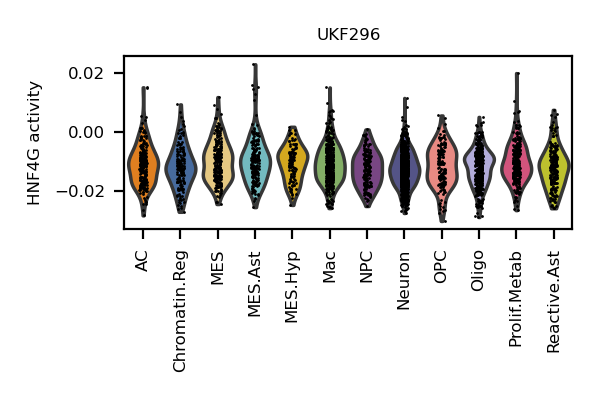 UKF296
HNF4G activity
0.02
0.00
−0.02
AC
Chromatin.Reg
MES
MES.Ast
MES.Hyp
Mac
NPC
Neuron
OPC
Oligo
Prolif.Metab
Reactive.Ast